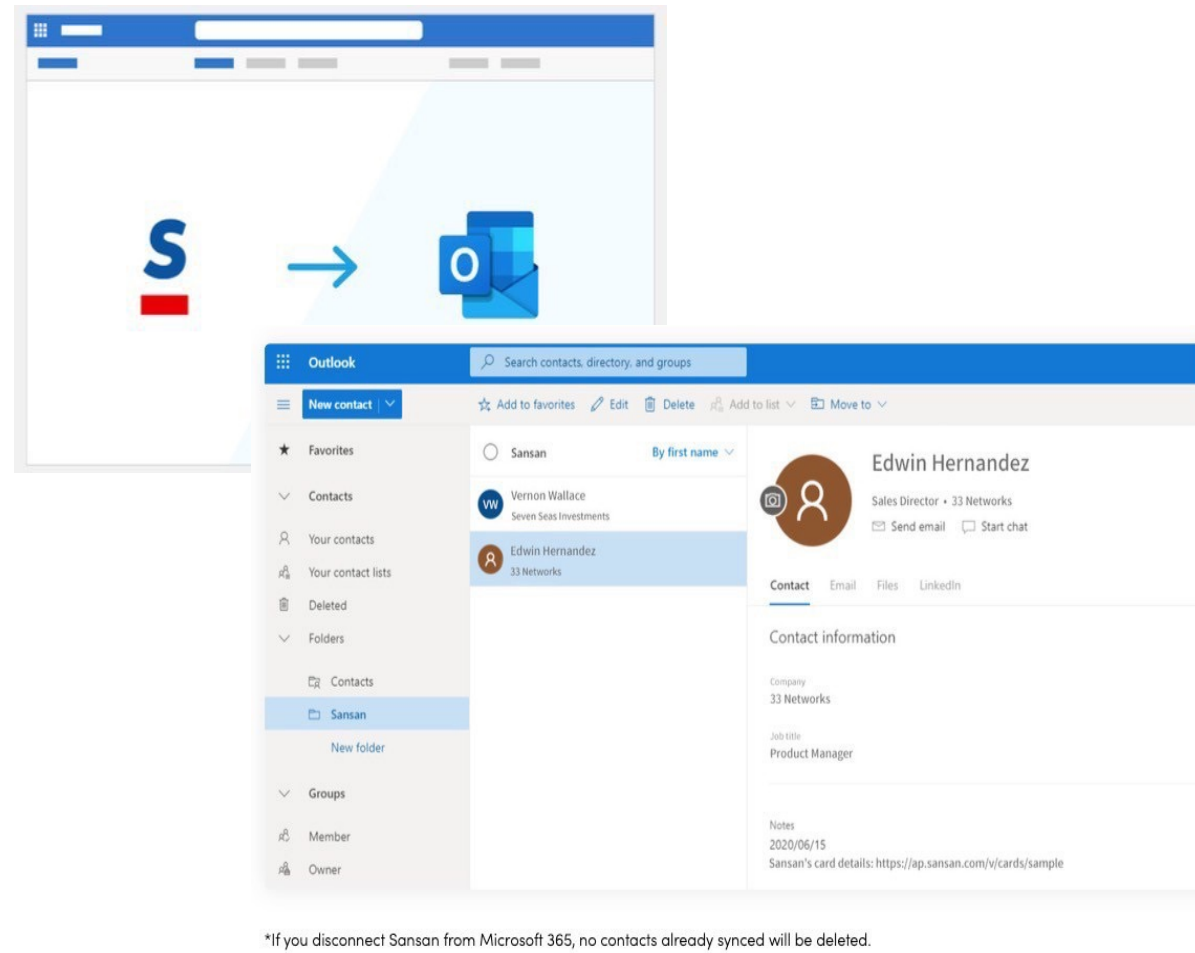 S
O
Outlook
Search contacts, directory, and groups
New contact
Add to favorites Edit Delete Add to list Move to
Favorites
Contacts
Your contacts
Your contact lists
Deleted
Folders
Contacts
Sansan
New folder
Groups
Member
Owner
Sansan By first name
VW Vernon Wallace
Seven Seas Investments
Edwin Hernandez
33 Networks
Edwin Hernandez
Sales Director • 33 Networks
Send email Start chat
Contact Email Files LinkedIn
Contact information
Company
33 Networks
Job title
Product Manager
Notes
2020/06/15
Sansan's card details: https://ap.sansan.com/v/cards/sample
*If you disconnect Sansan from Microsoft 365, no contacts already synced will be deleted.